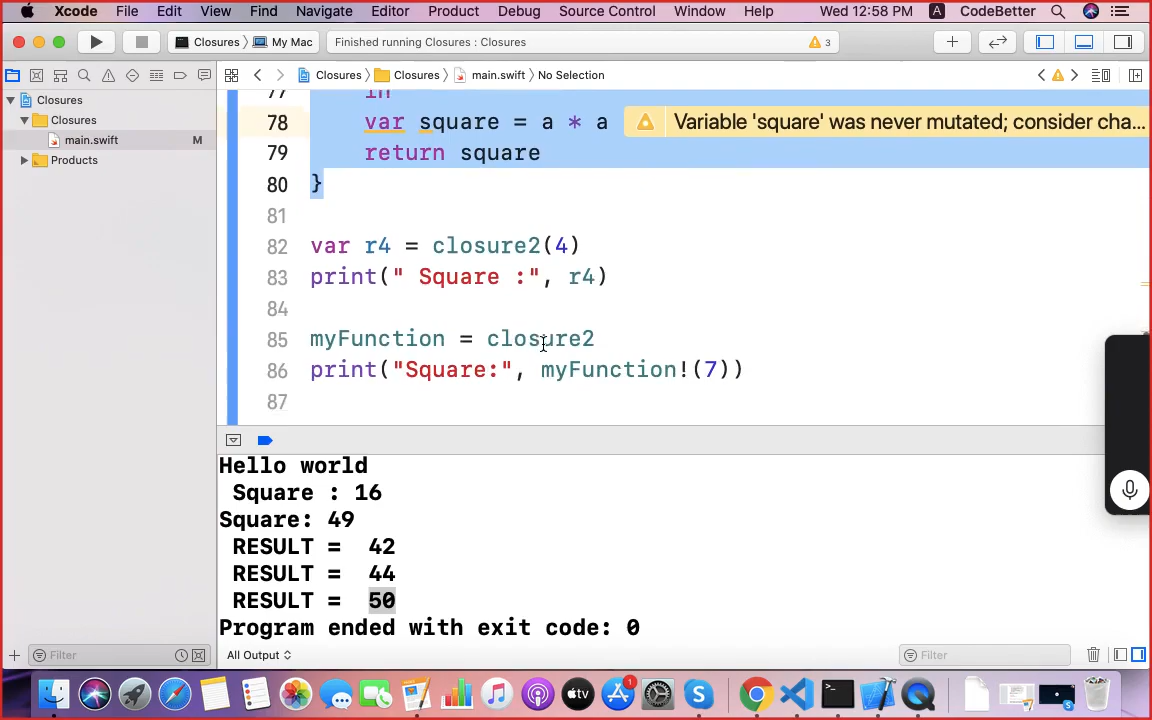 Xcode File Edit View Find Navigate Editor Product Debug Source Control Window Help Wed 12:58 PM A CodeBetter
Closures My Mac Finished running Closures : Closures 3
Closures Closures main.swift No Selection
Closures
Closures
main.swift M
Products
77 in
78 var square = a * a Variable 'square' was never mutated; consider cha...
79 return square
80 }
81
82 var r4 = closure2(4)
83 print(" Square :", r4)
84
85 myFunction = closure2
86 print("Square:", myFunction!(7))
87
Hello world
Square : 16
Square: 49
RESULT = 42
RESULT = 44
RESULT = 50
Program ended with exit code: 0
Filter All Output Filter
tv 1